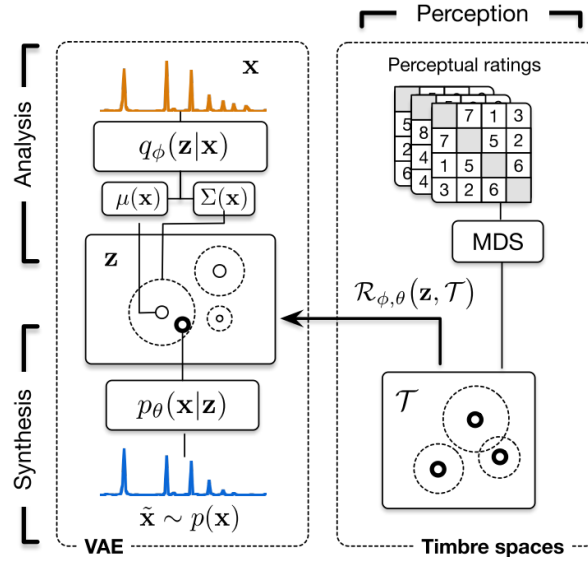 Perception
Analysis
Synthesis
x
qϕ(z|x)
μ(x)
Σ(x)
z
pθ(x|z)
x̃ ∼ p(x)
VAE
Perceptual ratings
5
2
6
8
4
4
7 1 3
7 5 2
1 5 6
3 2 6
MDS
Rϕ,θ(z, T)
T
Timbre spaces